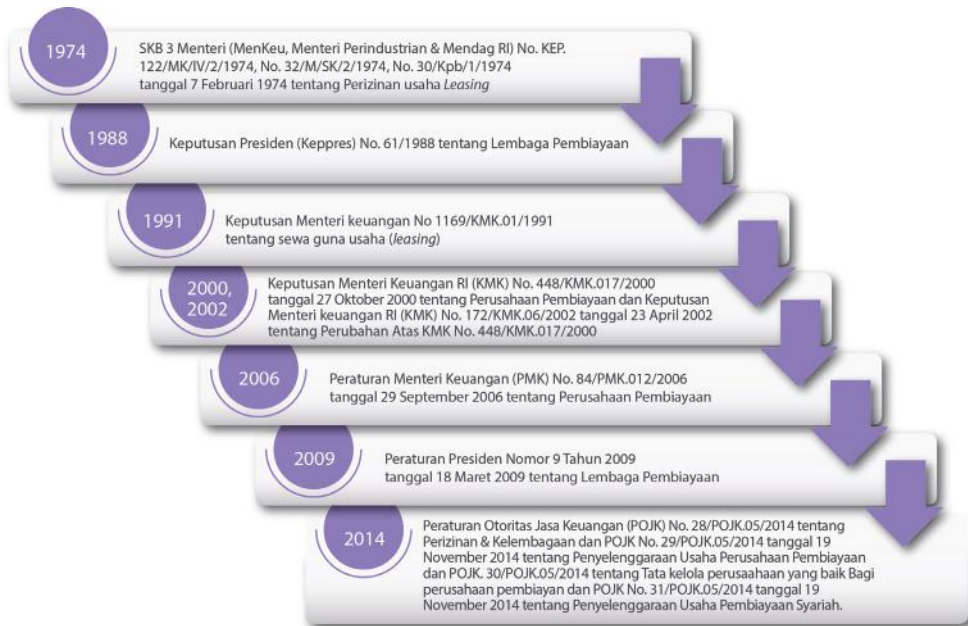 1974
SKB 3 Menteri (MenKeu, Menteri Perindustrian & Mendag RI) No. KEP.
122/MK/IV/2/1974, No. 32/M/SK/2/1974, No. 30/Kpb/1/1974
tanggal 7 Februari 1974 tentang Perizinan usaha Leasing
1988
Keputusan Presiden (Keppres) No. 61/1988 tentang Lembaga Pembiayaan
1991
Keputusan Menteri keuangan No 1169/KMK.01/1991
tentang sewa guna usaha (leasing)
2000,
2002
Keputusan Menteri Keuangan RI (KMK) No. 448/KMK.017/2000
tanggal 27 Oktober 2000 tentang Perusahaan Pembiayaan dan Keputusan
Menteri keuangan RI (KMK) No. 172/KMK.06/2002 tanggal 23 April 2002
tentang Perubahan Atas KMK No. 448/KMK.017/2000
2006
Peraturan Menteri Keuangan (PMK) No. 84/PMK.012/2006
tanggal 29 September 2006 tentang Perusahaan Pembiayaan
2009
Peraturan Presiden Nomor 9 Tahun 2009
tanggal 18 Maret 2009 tentang Lembaga Pembiayaan
2014
Peraturan Otoritas Jasa Keuangan (POJK) No. 28/POJK.05/2014 tentang
Perizinan & Kelembagaan dan POJK No. 29/POJK.05/2014 tanggal 19
November 2014 tentang Penyelenggaraan Usaha Perusahaan Pembiayaan
dan POJK. 30/POJK.05/2014 tentang Tata kelola perusaahaan yang baik Bagi
perusahaan pembiayan dan POJK No. 31/POJK.05/2014 tanggal 19
November 2014 tentang Penyelenggaraan Usaha Pembiayaan Syariah.